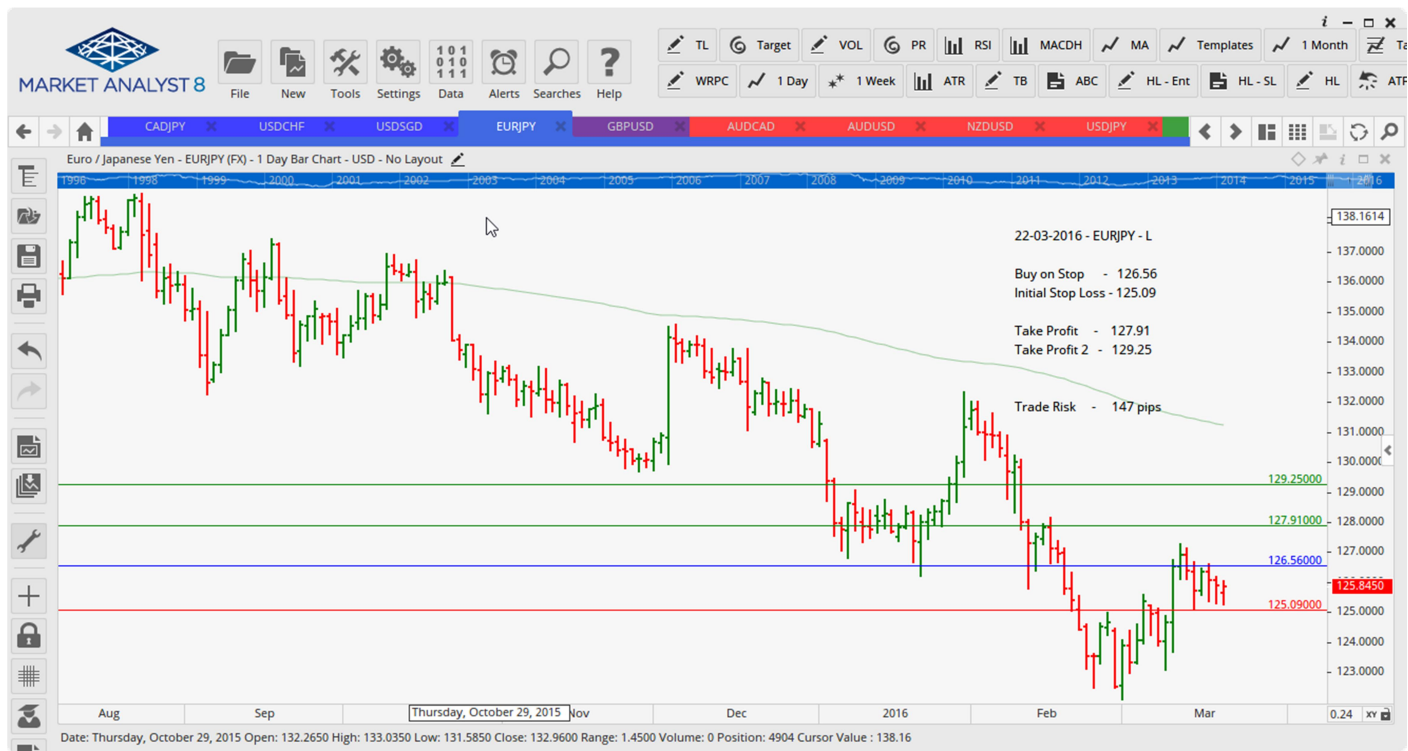 i
MARKET ANALYST 8
File New Tools Settings Data Alerts Searches Help
101
010
111
TL Target VOL PR RSI MACDH MA Templates 1 Month
WRPC 1 Day 1 Week ATR TB ABC HL - Ent HL - SL HL
CADJPY USDCHF USDSGD EURJPY GBPUSD AUDCAD AUDUSD NZDUSD USDJPY
Euro / Japanese Yen - EURJPY (FX) - 1 Day Bar Chart - USD - No Layout
1996 1998 1999 2000 2001 2002 2003 2004 2005 2006 2007 2008 2009 2010 2011 2012 2013 2014 2015 2016
22-03-2016 - EURJPY - L
Buy on Stop - 126.56
Initial Stop Loss - 125.09
Take Profit - 127.91
Take Profit 2 - 129.25
Trade Risk - 147 pips
138.1614
137.0000
136.0000
135.0000
134.0000
133.0000
132.0000
131.0000
130.0000
129.25000
129.0000
127.91000
128.0000
127.0000
126.56000
125.8450
125.09000
125.0000
124.0000
123.0000
Aug Sep Thursday, October 29, 2015 Nov Dec 2016 Feb Mar 0.24 XY
Date: Thursday, October 29, 2015 Open: 132.2650 High: 133.0350 Low: 131.5850 Close: 132.9600 Range: 1.4500 Volume: 0 Position: 4904 Cursor Value : 138.16